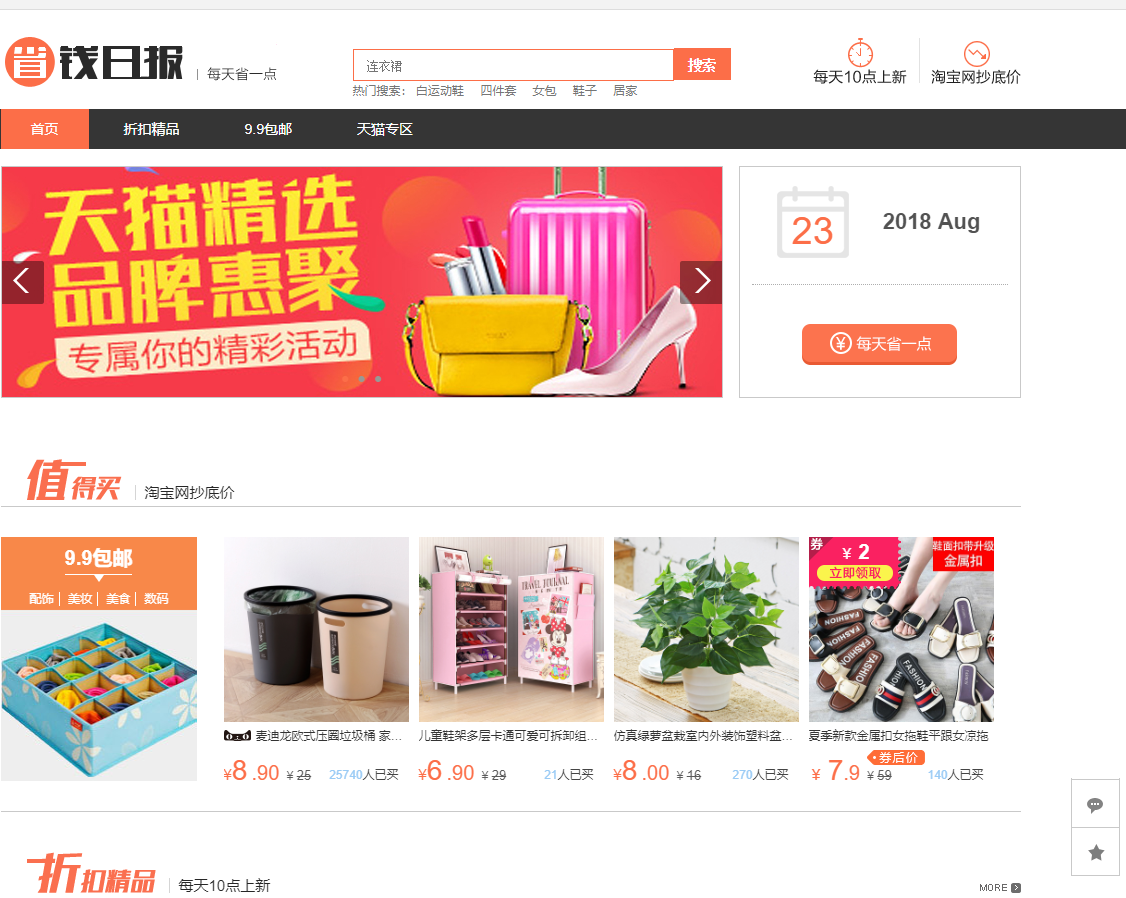 省钱日报
每天省一点
连衣裙
搜索
热门搜索： 白运动鞋 四件套 女包 鞋子 居家
每天10点上新
淘宝网抄底价
首页 折扣精品 9.9包邮 天猫专区
天猫精选
品牌惠聚
专属你的精彩活动
23
2018 Aug
¥ 每天省一点
值得买 淘宝网抄底价
9.9包邮
配饰 美妆 美食 数码
麦迪龙欧式压圈垃圾桶 家...
¥8.90 ¥ 25 25740人已买
TRAVEL JOURNAL
儿童鞋架多层卡通可爱可拆卸组...
¥6.90 ¥ 29 21人已买
仿真绿萝盆栽室内外装饰塑料盆...
¥8.00 ¥ 16 270人已买
券
¥ 2
立即领取
鞋面扣带升级
金属扣
FASHION
FASHION
FASHION
夏季新款金属扣女拖鞋平跟女凉拖
券后价
¥ 7.9 ¥ 59 140人已买
折扣精品 每天10点上新
MORE